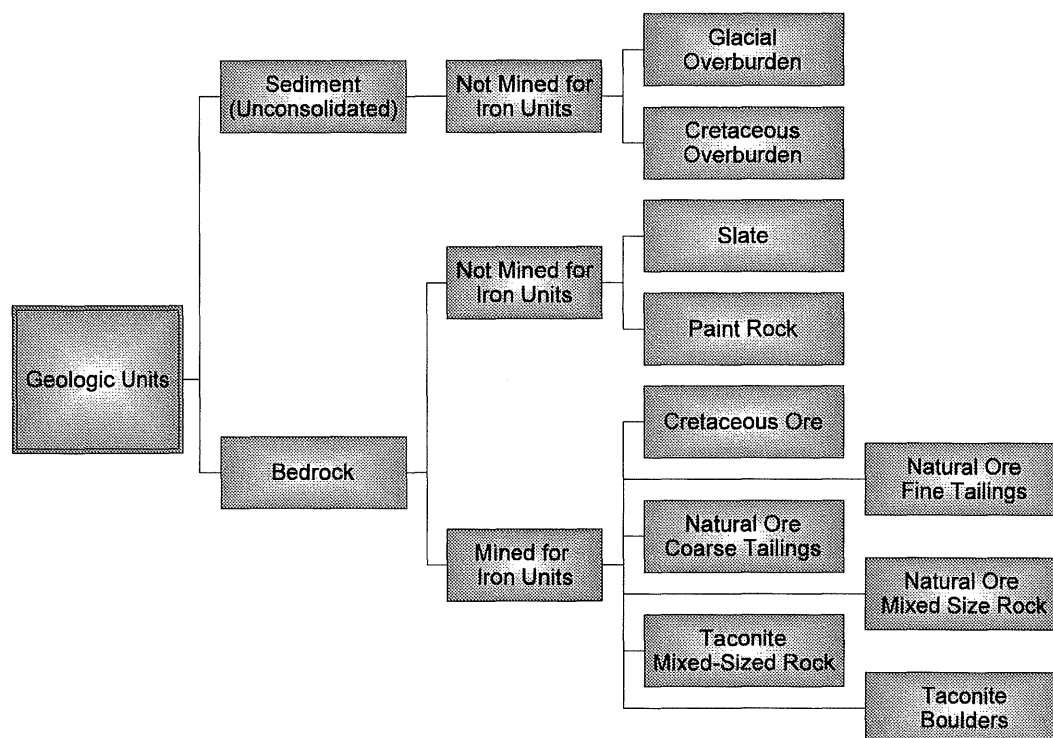 Geologic Units
Sediment
(Unconsolidated)
Not Mined for
Iron Units
Glacial
Overburden
Cretaceous
Overburden
Bedrock
Not Mined for
Iron Units
Slate
Paint Rock
Mined for
Iron Units
Cretaceous Ore
Natural Ore
Fine Tailings
Natural Ore
Coarse Tailings
Natural Ore
Mixed Size Rock
Taconite
Mixed-Sized Rock
Taconite
Boulders